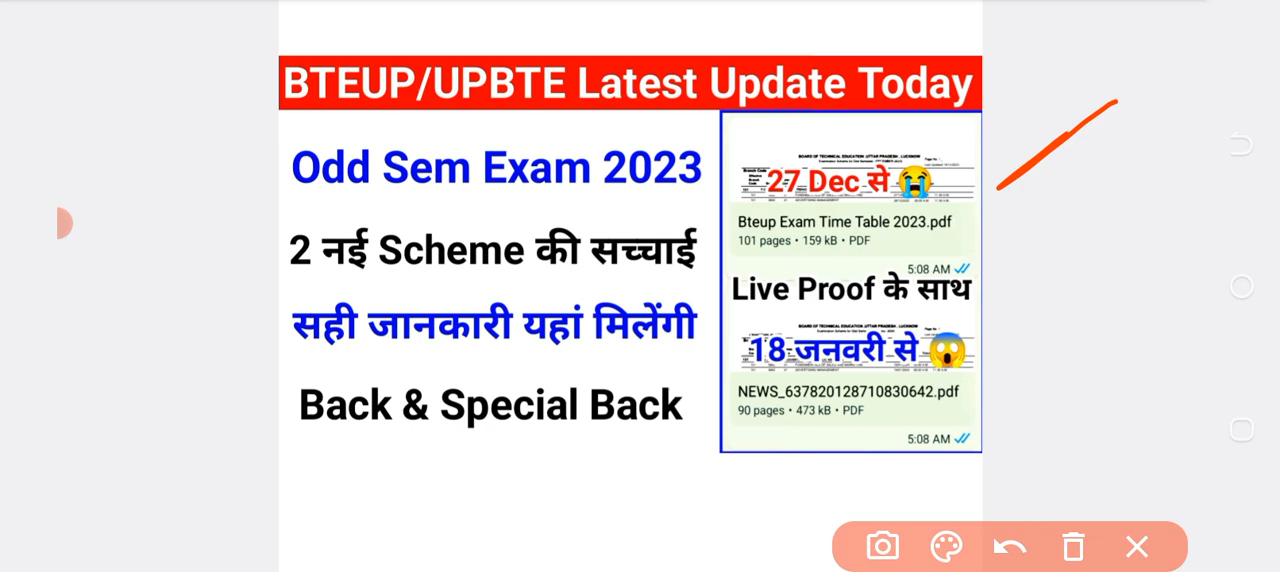 BTEUP/UPBTE Latest Update Today
Odd Sem Exam 2023
2 नई Scheme की सच्चाई
सही जानकारी यहां मिलेंगी
Back & Special Back
BOARD OF TECHNICAL EDUCATION ,UTTAR PRADESH , LUCKNOW
27 Dec से 😭
Bteup Exam Time Table 2023.pdf
101 pages • 159 kB • PDF
5:08 AM
Live Proof के साथ
BOARD OF TECHNICAL EDUCATION ,UTTAR PRADESH , LUCKNOW
18 जनवरी से 😱
NEWS_637820128710830642.pdf
90 pages • 473 kB • PDF
5:08 AM